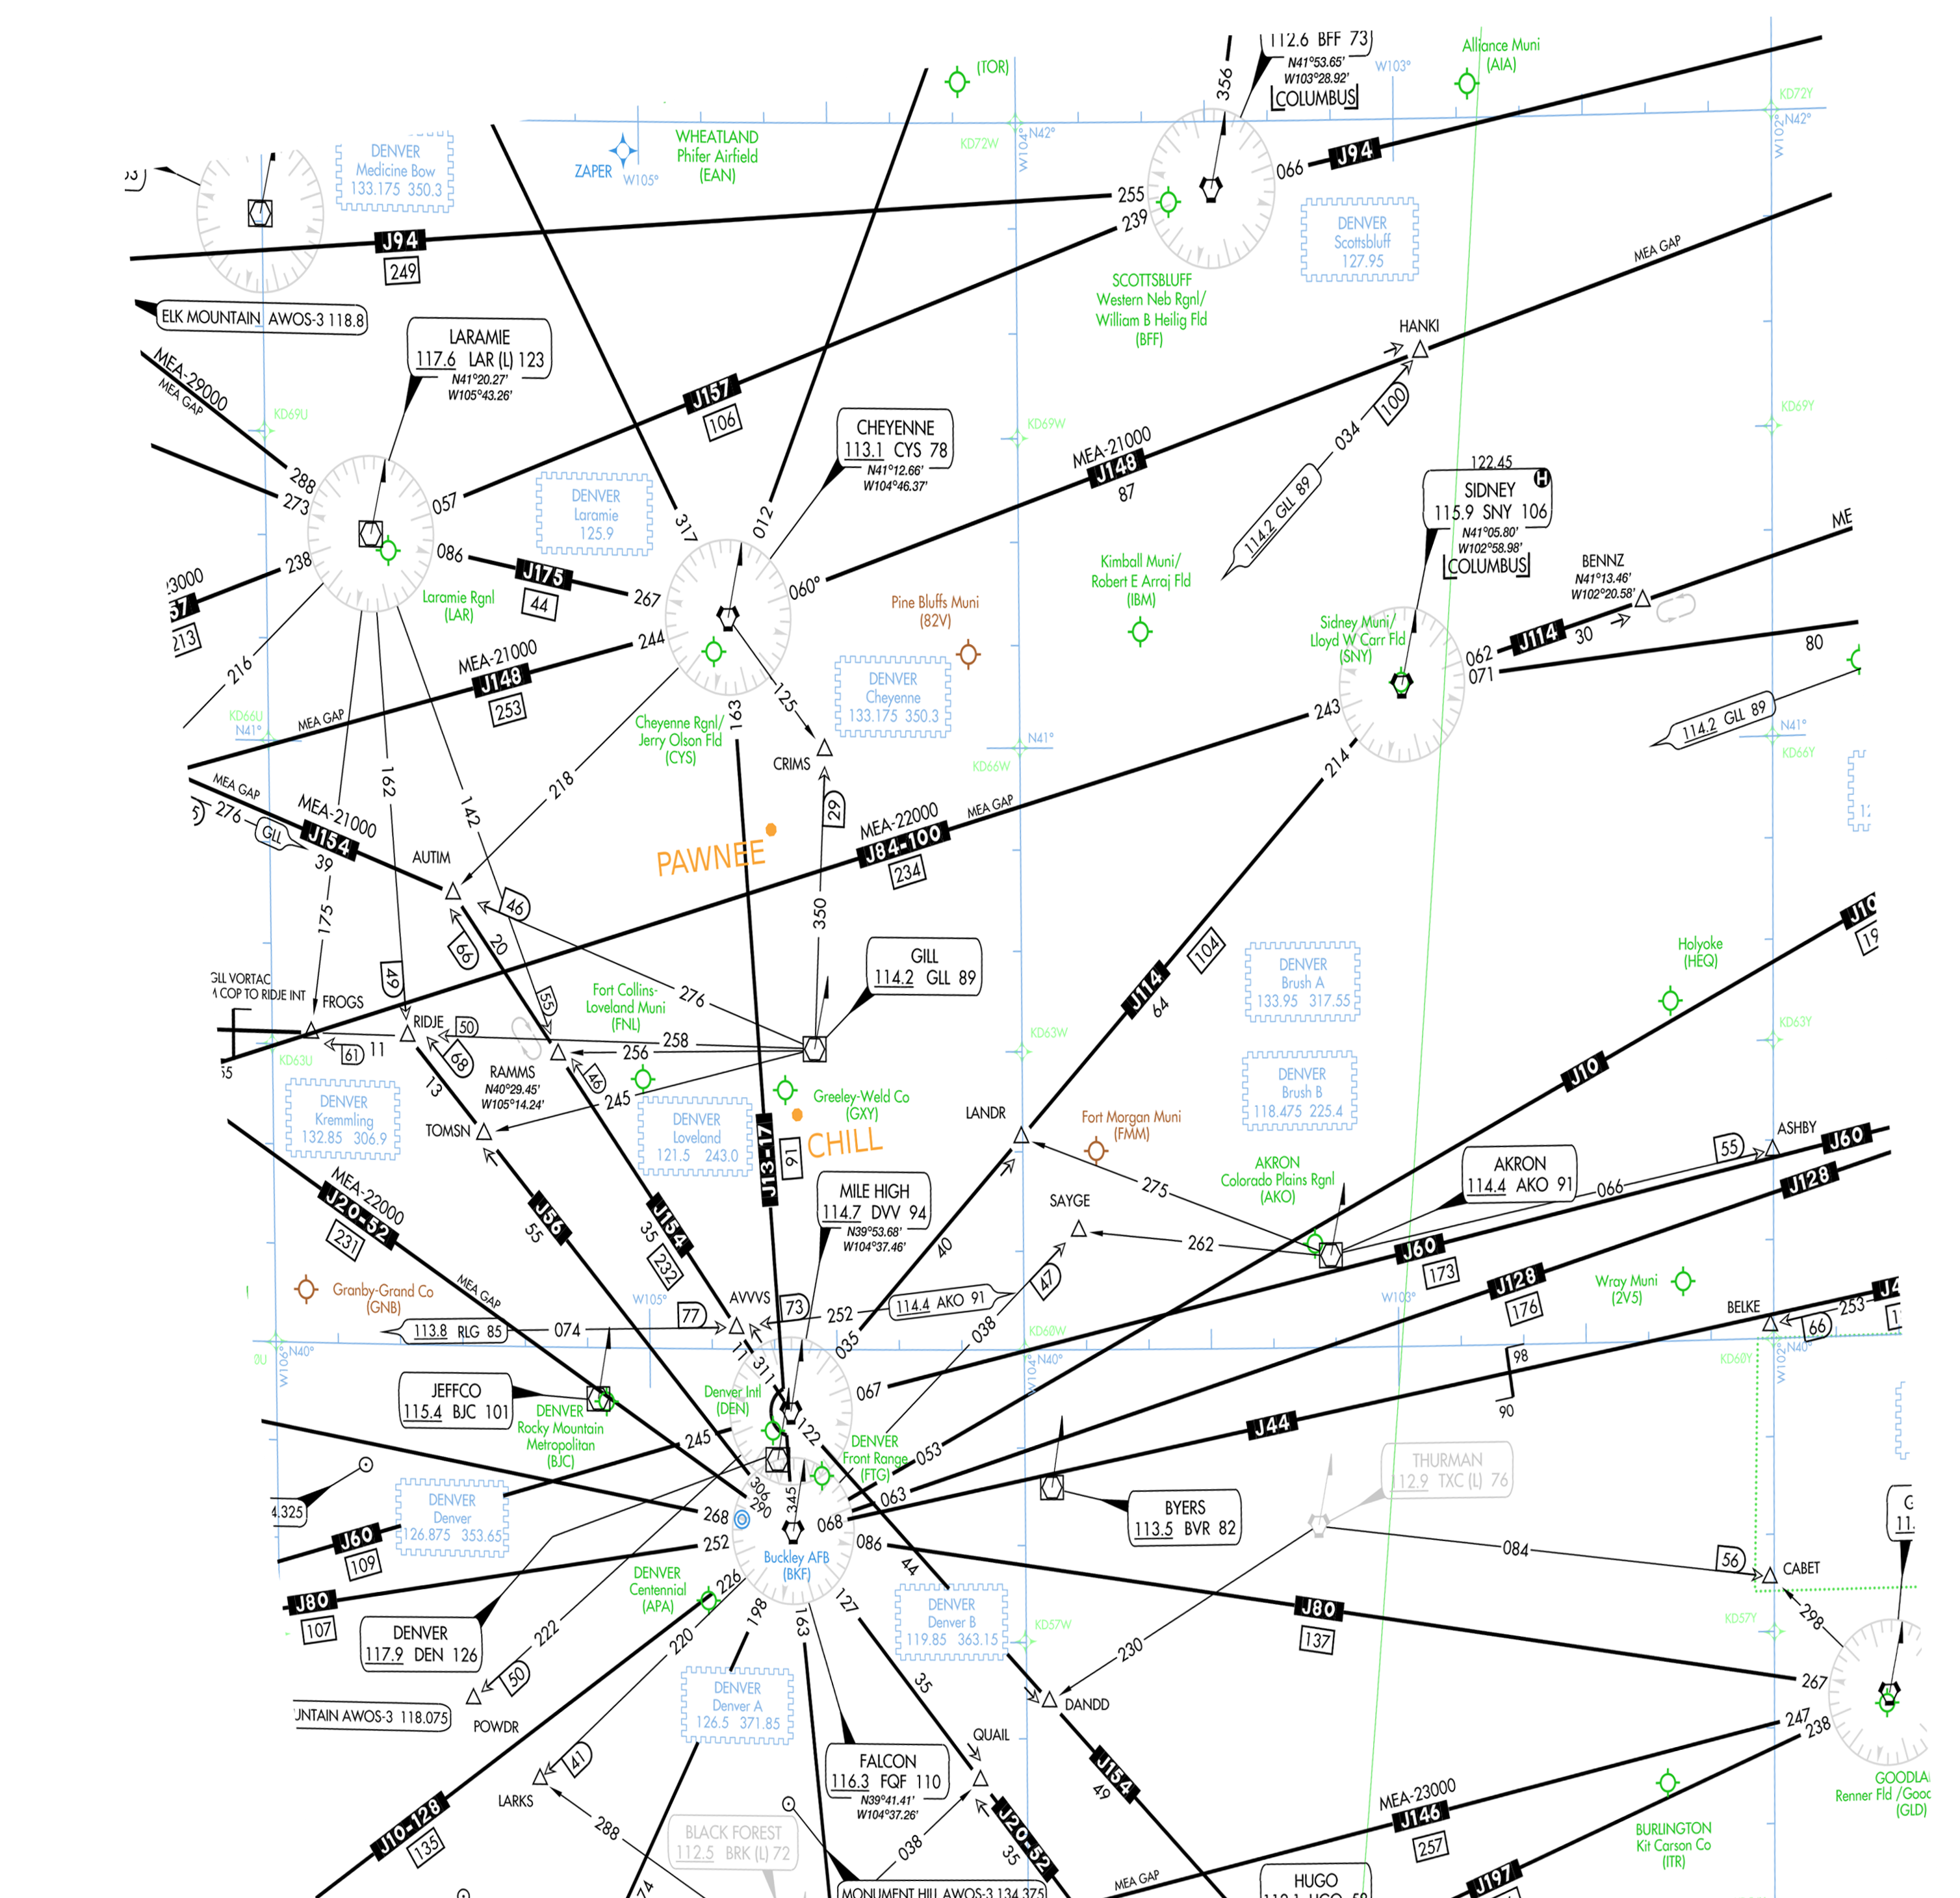 112.6 BFF 73
N41°53.65'
W103°28.92'
COLUMBUS
356
Alliance Muni
(AIA)
(TOR)
W103°
KD72Y
N42°
W102°
WHEATLAND
Phifer Airfield
(EAN)
ZAPER
W105°
KD72W
W104°
N42°
DENVER
Medicine Bow
133.175 350.3
J94
249
255
239
066
J94
DENVER
Scottsbluff
127.95
MEA GAP
SCOTTSBLUFF
Western Neb Rgnl/
William B Heilig Fld
(BFF)
ELK MOUNTAIN AWOS-3 118.8
LARAMIE
117.6 LAR (L) 123
N41°20.27'
W105°43.26'
HANKI
100
034
114.2 GLL 89
MEA-29000
MEA GAP
288
273
KD69U
J157
106
057
CHEYENNE
113.1 CYS 78
N41°12.66'
W104°46.37'
KD69W
KD69Y
MEA-21000
J148
87
122.45
SIDNEY
115.9 SNY 106
N41°05.80'
W102°58.98'
COLUMBUS
H
317
012
060°
DENVER
Laramie
125.9
086
J175
44
267
238
213
Laramie Rgnl
(LAR)
Pine Bluffs Muni
(82V)
Kimball Muni/
Robert E Arraj Fld
(IBM)
Sidney Muni/
Lloyd W Carr Fld
(SNY)
BENNZ
N41°13.46'
W102°20.58'
062
J114
30
071
80
114.2 GLL 89
N41°
KD66Y
216
KD66U
N41°
MEA GAP
MEA-21000
J148
253
244
163
125
DENVER
Cheyenne
133.175 350.3
Cheyenne Rgnl/
Jerry Olson Fld
(CYS)
CRIMS
29
350
N41°
KD66W
243
214
MEA GAP
276
GLL
MEA-21000
J154
39
162
142
218
AUTIM
PAWNEE
MEA-22000
J84-100
234
MEA GAP
175
66
20
46
276
49
55
GLL VORTAC
COP TO RIDJE INT
FROGS
RIDJE
50
258
256
61
11
KD63U
68
13
RAMMS
N40°29.45'
W105°14.24'
46
245
TOMSN
Fort Collins-
Loveland Muni
(FNL)
GILL
114.2 GLL 89
J114
64
104
DENVER
Brush A
133.95 317.55
DENVER
Brush B
118.475 225.4
Holyoke
(HEQ)
KD63W
KD63Y
J10
DENVER
Kremmling
132.85 306.9
DENVER
Loveland
121.5 243.0
Greeley-Weld Co
(GXY)
CHILL
J13-17
91
LANDR
Fort Morgan Muni
(FMM)
AKRON
Colorado Plains Rgnl
(AKO)
AKRON
114.4 AKO 91
55
ASHBY
J60
J128
066
MEA-22000
J20-52
231
MEA GAP
J56
55
J154
35
232
MILE HIGH
114.7 DVV 94
N39°53.68'
W104°37.46'
40
SAYGE
275
262
47
038
J60
173
J128
176
Wray Muni
(2V5)
BELKE
253
66
Granby-Grand Co
(GNB)
W105°
AVVVS
77
73
113.8 RLG 85
074
252
114.4 AKO 91
035
W103°
KD60W
N40°
W104°
KD60Y
N40°
W102°
W106°
N40°
11
311
067
98
90
JEFFCO
115.4 BJC 101
DENVER
Rocky Mountain
Metropolitan
(BJC)
Denver Intl
(DEN)
122
DENVER
Front Range
(FTG)
053
J44
245
306
290
345
063
068
268
252
THURMAN
112.9 TXC (L) 76
BYERS
113.5 BVR 82
DENVER
Denver
126.875 353.65
J60
109
J80
107
Buckley AFB
(BKF)
086
44
084
56
CABET
298
DENVER
Centennial
(APA)
226
198
163
127
220
222
50
DENVER
117.9 DEN 126
DENVER
Denver B
119.85 363.15
KD57W
J80
137
KD57Y
230
DANDD
267
247
238
AWOS-3 118.075
POWDR
DENVER
Denver A
126.5 371.85
35
QUAIL
LARKS
41
FALCON
116.3 FQF 110
N39°41.41'
W104°37.26'
J154
49
J10-128
135
288
BLACK FOREST
112.5 BRK (L) 72
038
J20-52
35
MEA-23000
J146
257
MEA GAP
J197
BURLINGTON
Kit Carson Co
(ITR)
(GLD)
MONUMENT HILL AWOS-3 134.375
HUGO